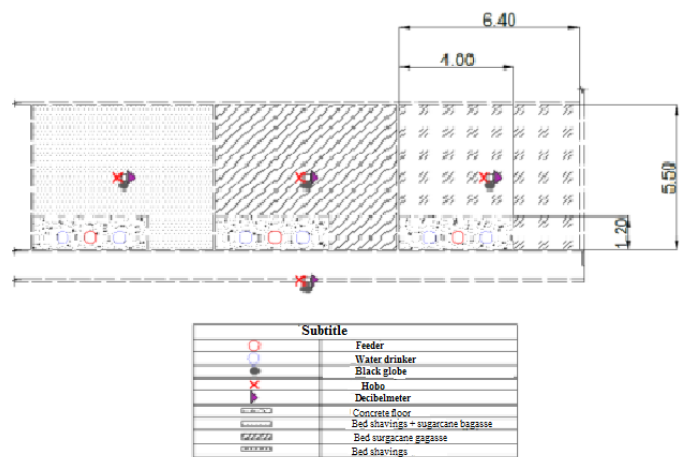 6.40
4.00
5.50
1.20
Subtitle
Feeder
Water drinker
Black globe
Hobo
Decibelmeter
Concrete floor
Bed shavings + sugarcane bagasse
Bed surgacane gagasse
Bed shavings